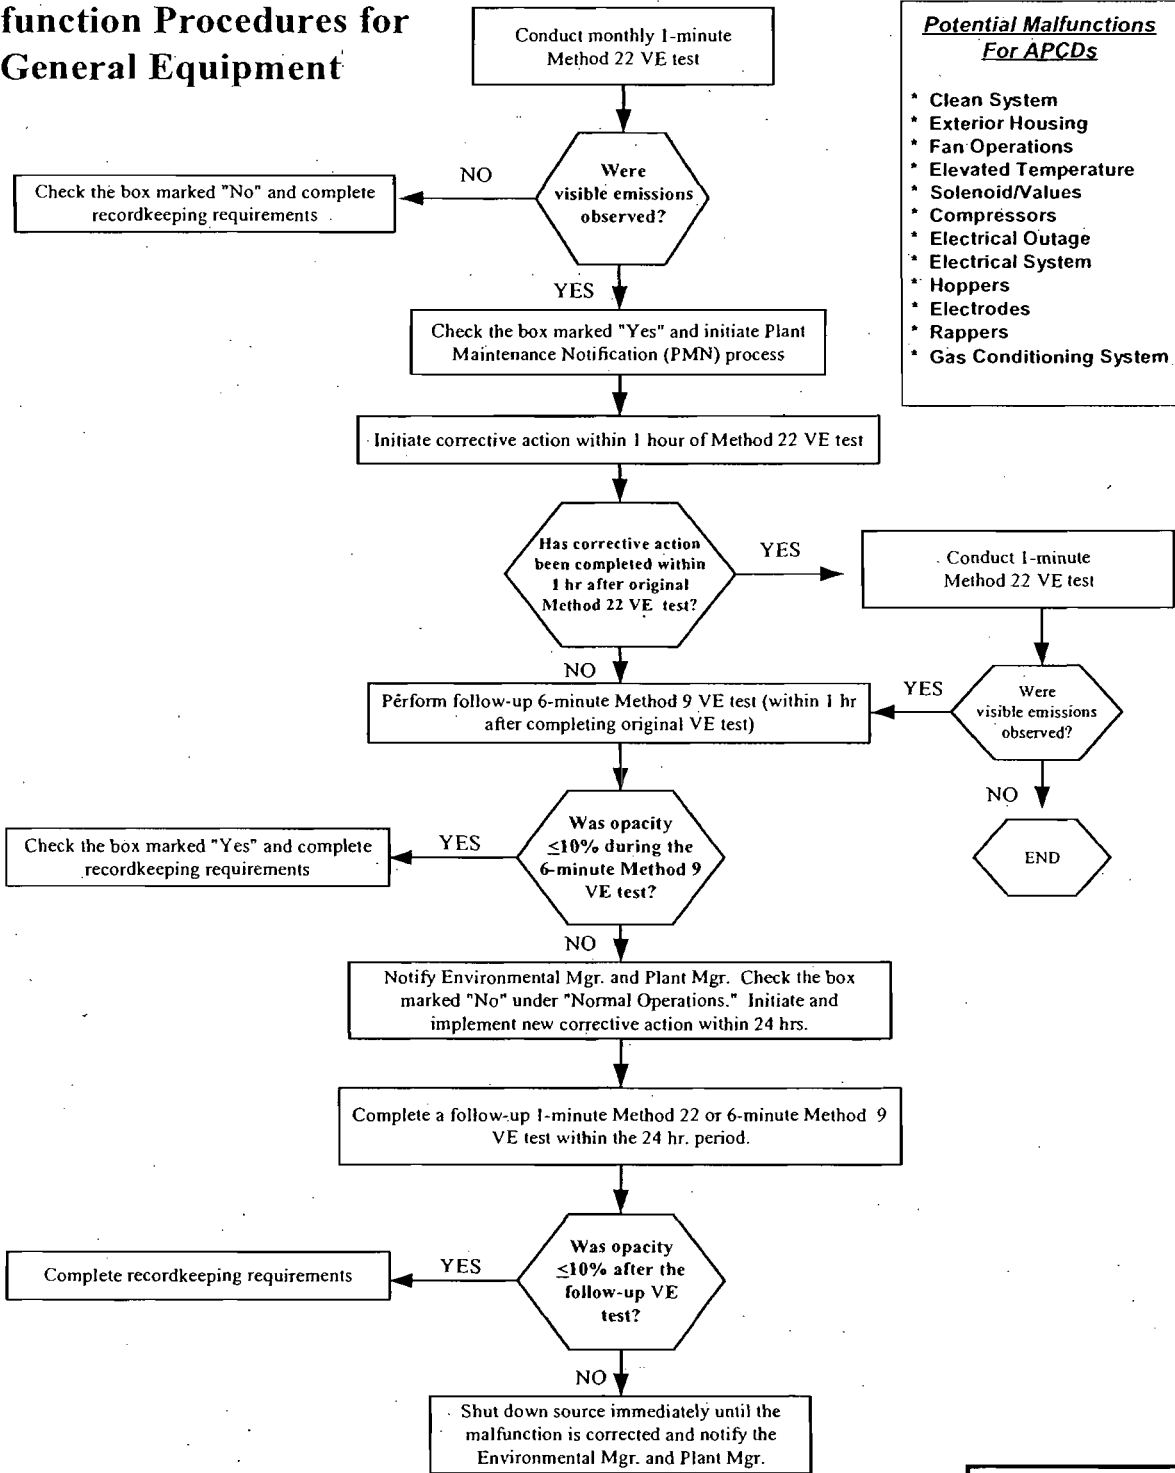 function Procedures for
General Equipment
Conduct monthly 1-minute
Method 22 VE test
Potential Malfunctions
For APCDs
* Clean System
* Exterior Housing
* Fan Operations
* Elevated Temperature
* Solenoid/Values
* Compressors
* Electrical Outage
* Electrical System
* Hoppers
* Electrodes
* Rappers
* Gas Conditioning System
Were
visible emissions
observed?
NO
Check the box marked "No" and complete
recordkeeping requirements
YES
Check the box marked "Yes" and initiate Plant
Maintenance Notification (PMN) process
Initiate corrective action within 1 hour of Method 22 VE test
Has corrective action
been completed within
1 hr after original
Method 22 VE test?
YES
Conduct 1-minute
Method 22 VE test
NO
Perform follow-up 6-minute Method 9 VE test (within 1 hr
after completing original VE test)
YES
Were
visible emissions
observed?
NO
END
Was opacity
≤10% during the
6-minute Method 9
VE test?
YES
Check the box marked "Yes" and complete
recordkeeping requirements
NO
Notify Environmental Mgr. and Plant Mgr. Check the box
marked "No" under "Normal Operations." Initiate and
implement new corrective action within 24 hrs.
Complete a follow-up 1-minute Method 22 or 6-minute Method 9
VE test within the 24 hr. period.
Was opacity
≤10% after the
follow-up VE
test?
YES
Complete recordkeeping requirements
NO
Shut down source immediately until the
malfunction is corrected and notify the
Environmental Mgr. and Plant Mgr.